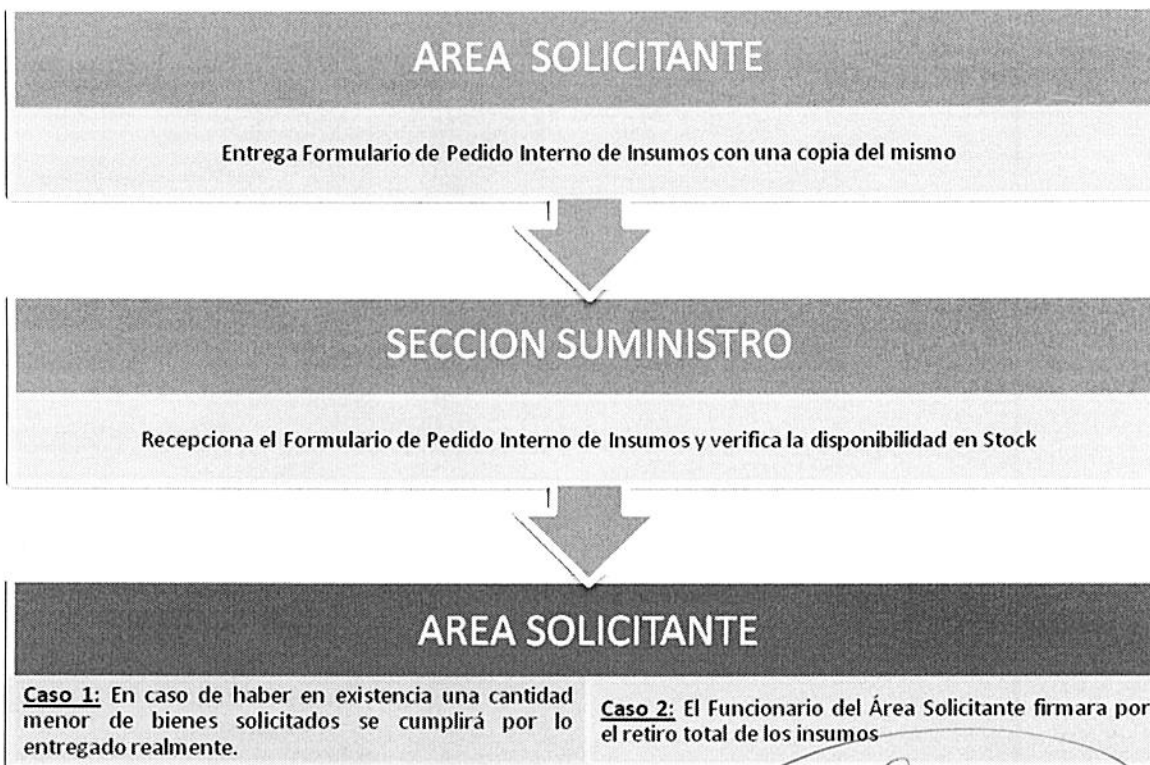 AREA SOLICITANTE
Entrega Formulario de Pedido Interno de Insumos con una copia del mismo
SECCION SUMINISTRO
Recepciona el Formulario de Pedido Interno de Insumos y verifica la disponibilidad en Stock
AREA SOLICITANTE
Caso 1: En caso de haber en existencia una cantidad
menor de bienes solicitados se cumplirá por lo
entregado realmente.
Caso 2: El Funcionario del Área Solicitante firmara por
el retiro total de los insumos